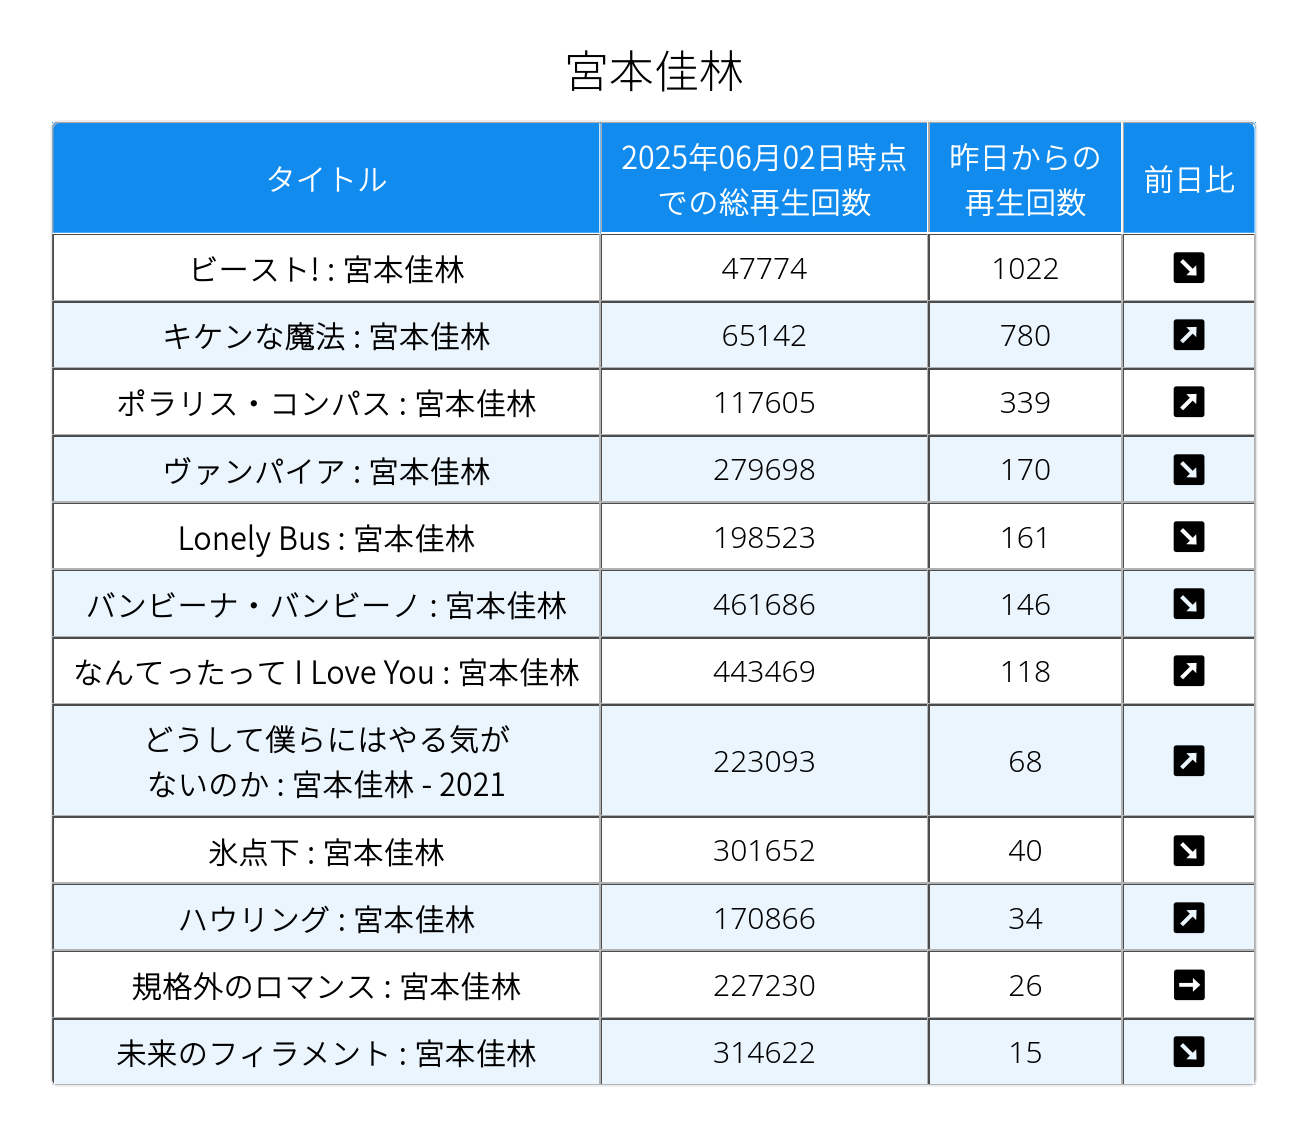 宮本佳林
タイトル
2025年06月02日時点
での総再生回数
昨日からの
再生回数
前日比
ビースト! : 宮本佳林 47774 1022 ↘
キケンな魔法 : 宮本佳林 65142 780 ↗
ポラリス・コンパス : 宮本佳林 117605 339 ↗
ヴァンパイア : 宮本佳林 279698 170 ↘
Lonely Bus : 宮本佳林 198523 161 ↘
バンビーナ・バンビーノ : 宮本佳林 461686 146 ↘
なんてったって I Love You : 宮本佳林 443469 118 ↗
どうして僕らにはやる気が
ないのか : 宮本佳林 - 2021 223093 68 ↗
氷点下 : 宮本佳林 301652 40 ↘
ハウリング : 宮本佳林 170866 34 ↗
規格外のロマンス : 宮本佳林 227230 26 →
未来のフィラメント : 宮本佳林 314622 15 ↘